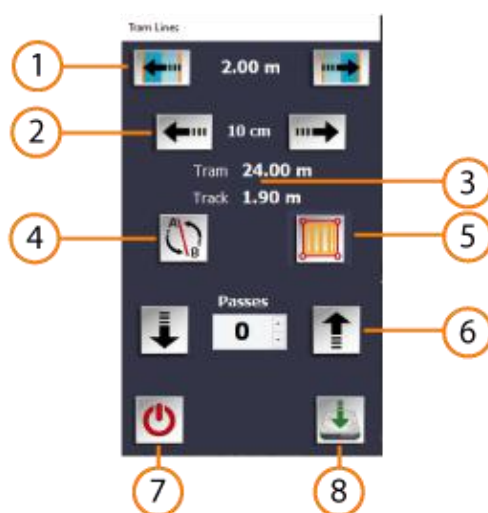 Tram Lines
1
2.00 m
2
10 cm
Tram 24.00 m
3
Track 1.90 m
4
A
B
5
Passes
0
6
7
8